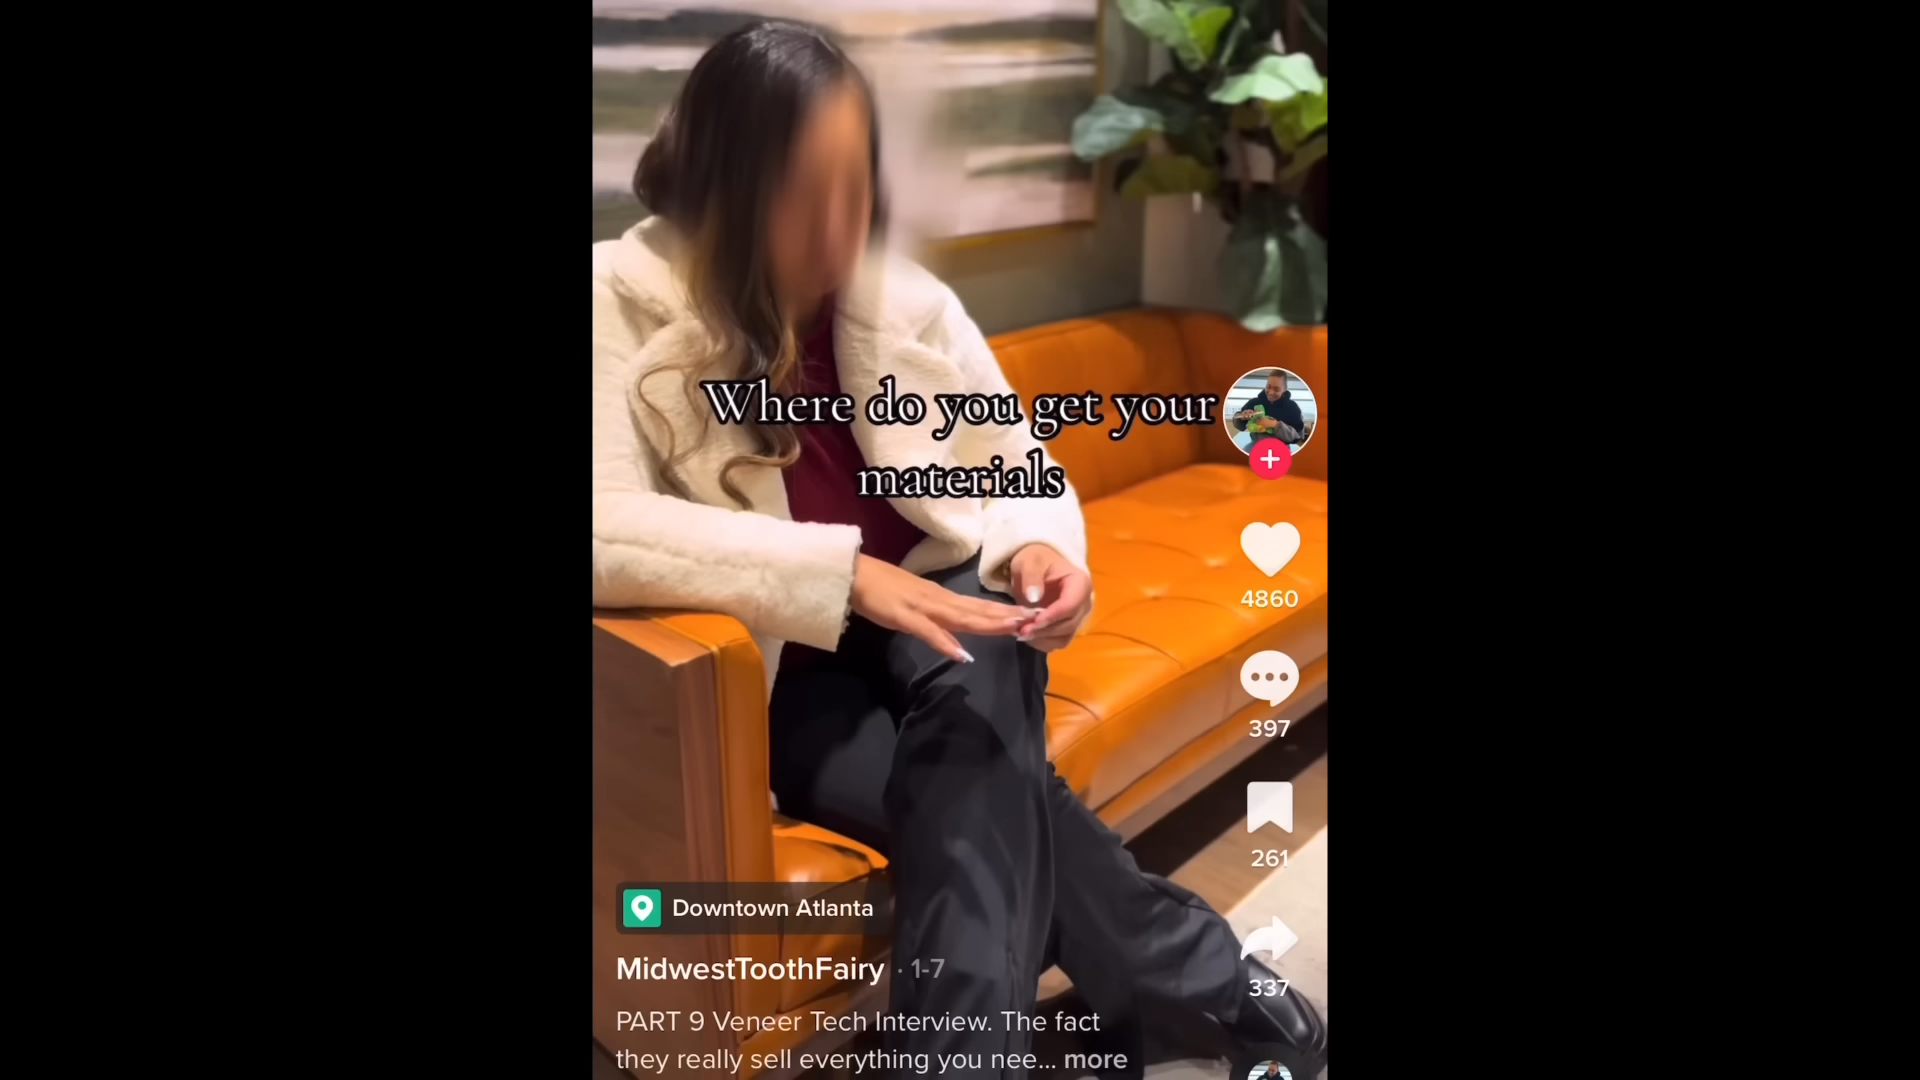 Where do you get your
materials
4860
397
261
337
Downtown Atlanta
MidwestToothFairy · 1-7
PART 9 Veneer Tech Interview. The fact
they really sell everything you nee... more